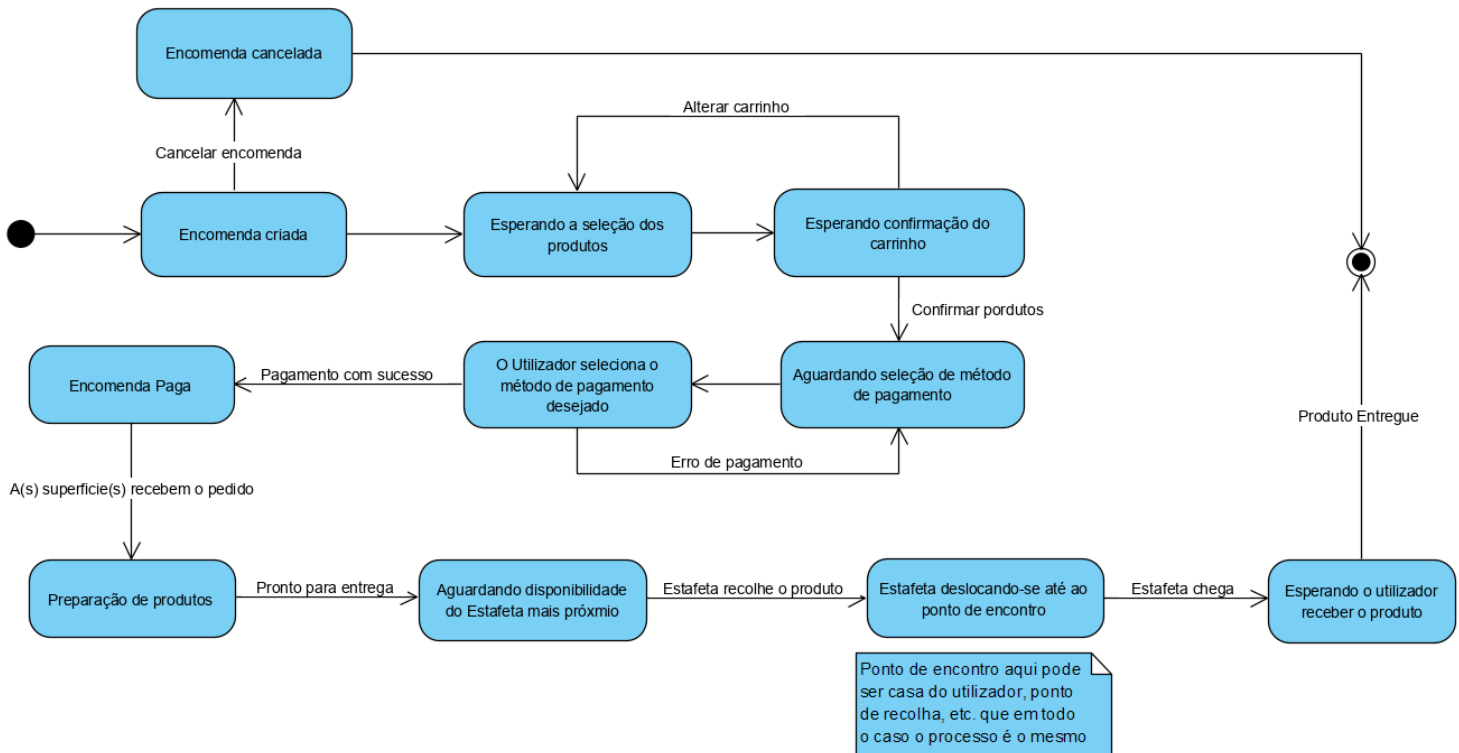 Encomenda cancelada
Alterar carrinho
Cancelar encomenda
Encomenda criada
Esperando a seleção dos
produtos
Esperando confirmação do
carrinho
Confirmar pordutos
Encomenda Paga
Pagamento com sucesso
O Utilizador seleciona o
método de pagamento
desejado
Aguardando seleção de método
de pagamento
Erro de pagamento
Produto Entregue
A(s) superficie(s) recebem o pedido
Preparação de produtos
Pronto para entrega
Aguardando disponibilidade
do Estafeta mais próxmio
Estafeta recolhe o produto
Estafeta deslocando-se até ao
ponto de encontro
Estafeta chega
Esperando o utilizador
receber o produto
Ponto de encontro aqui pode
ser casa do utilizador, ponto
de recolha, etc. que em todo
o caso o processo é o mesmo